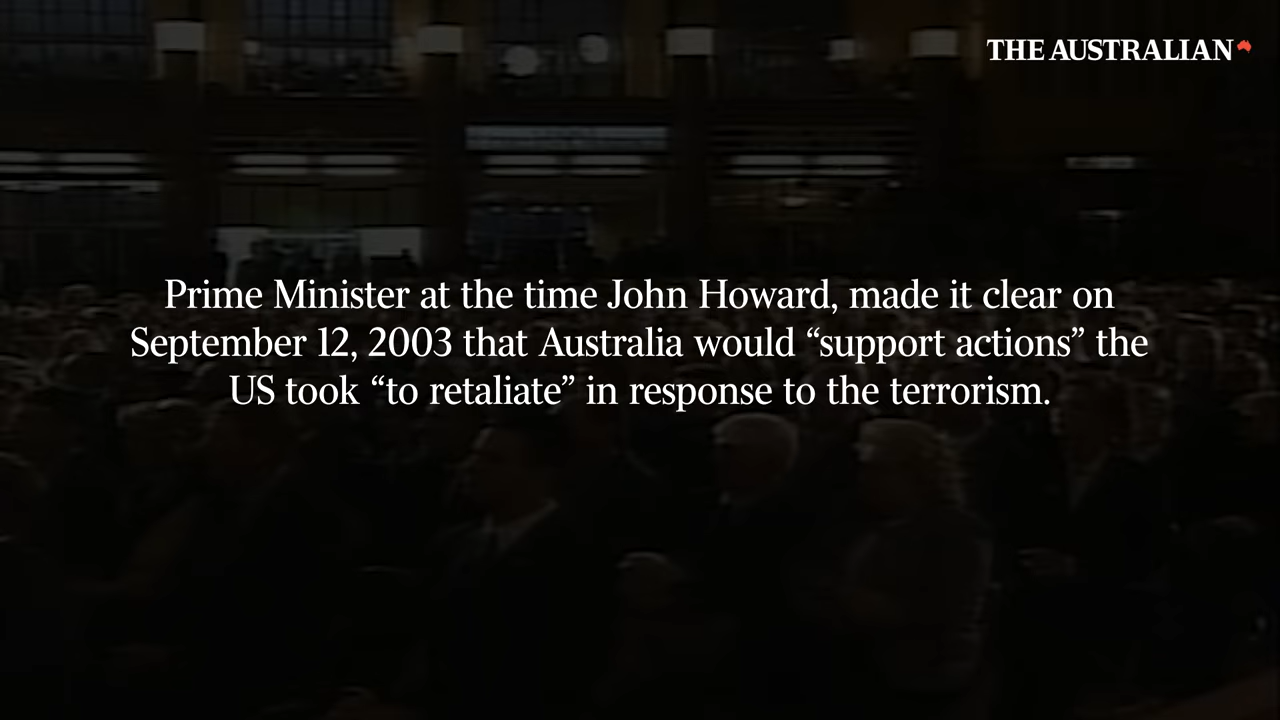 THE AUSTRALIAN
Prime Minister at the time John Howard, made it clear on
September 12, 2003 that Australia would “support actions” the
US took “to retaliate” in response to the terrorism.